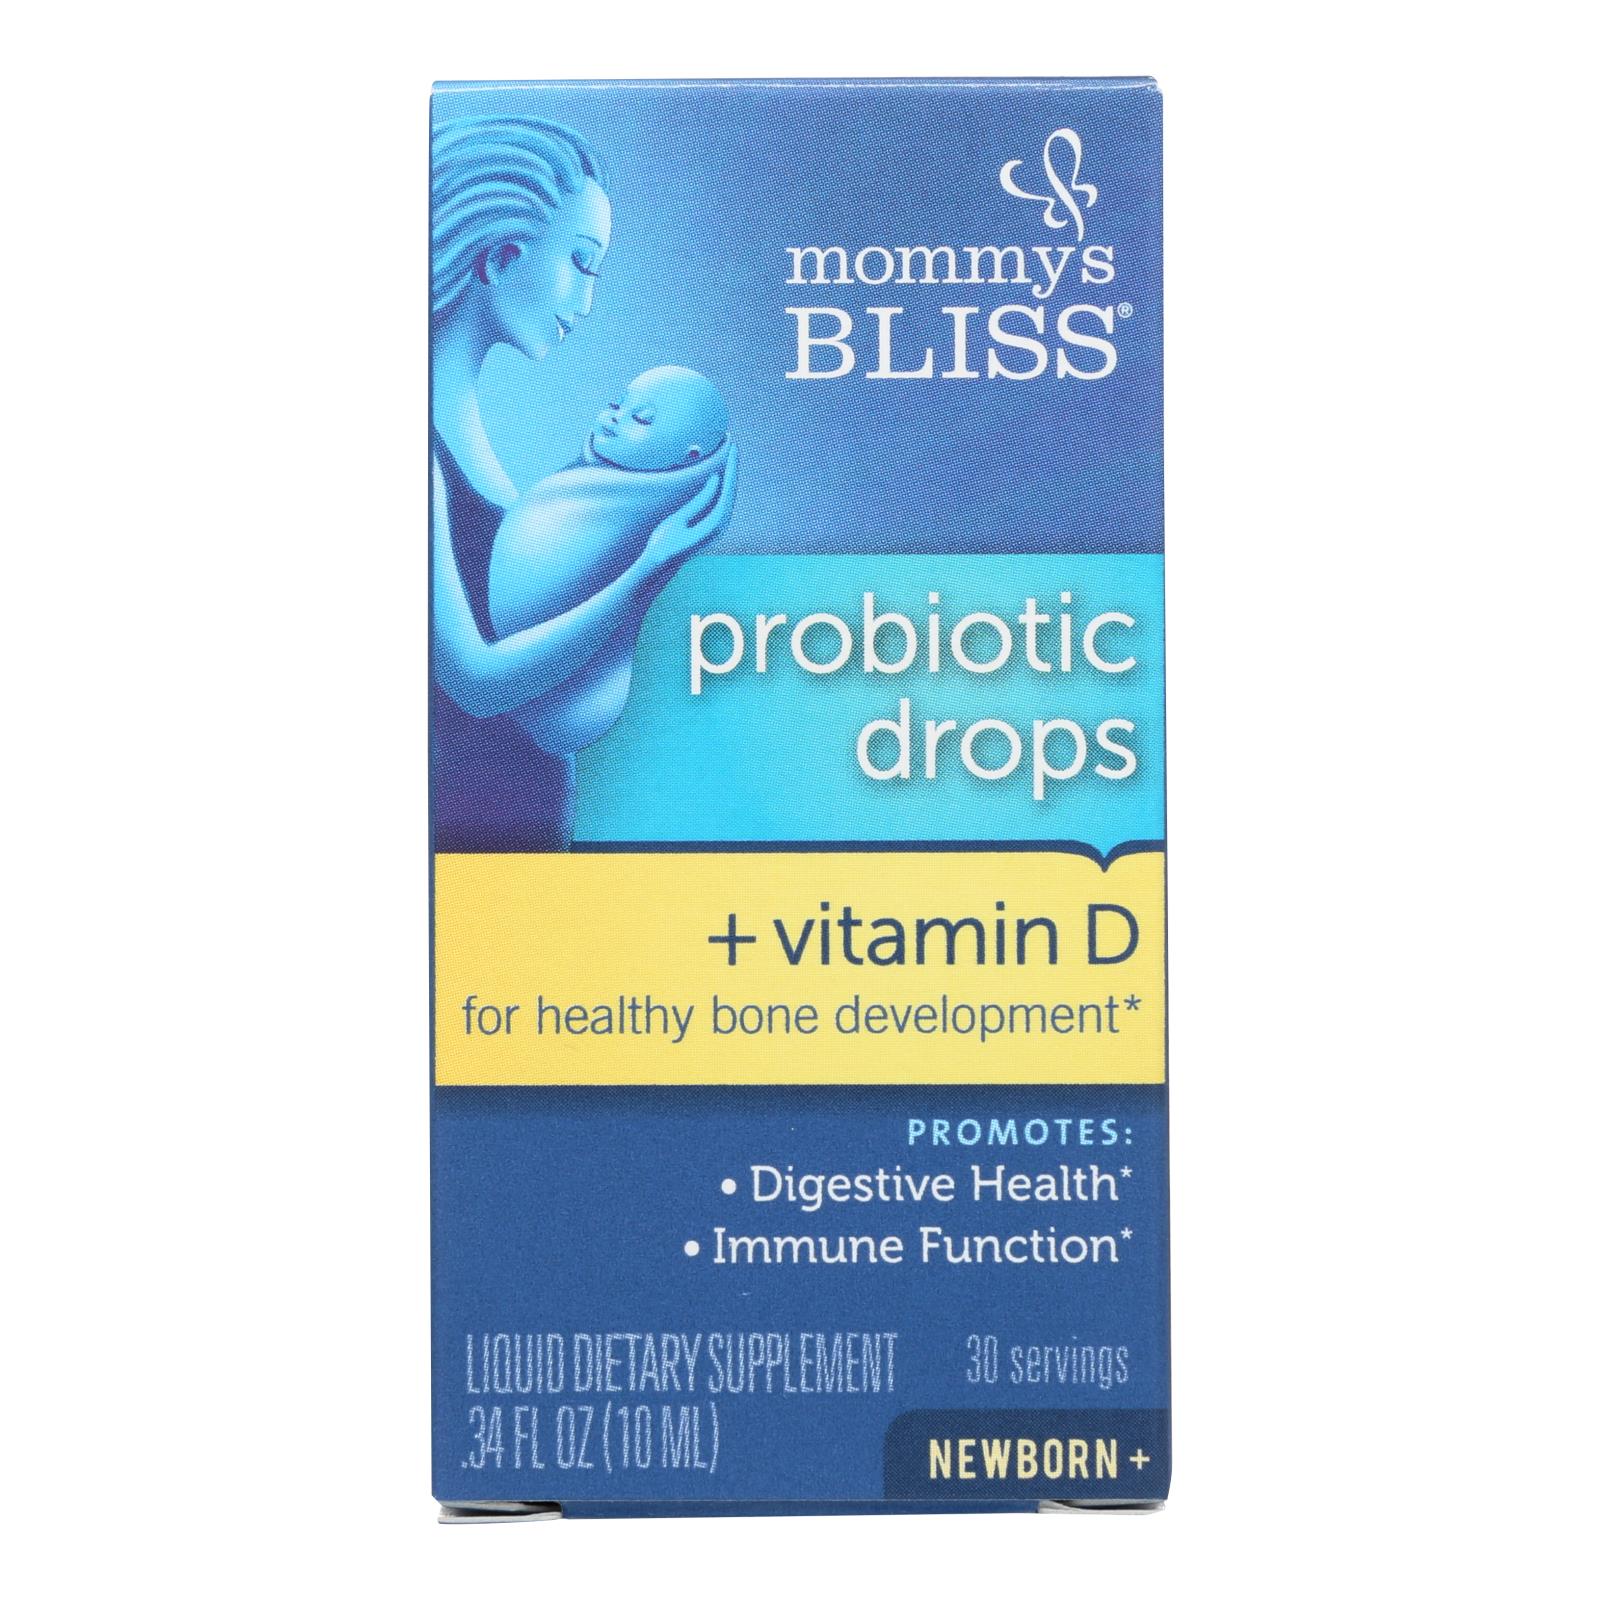 mommy's
BLISS®
probiotic
drops
+ vitamin D
for healthy bone development*
PROMOTES:
• Digestive Health*
• Immune Function*
LIQUID DIETARY SUPPLEMENT
30 servings
.34 FL OZ (10 ML)
NEWBORN +